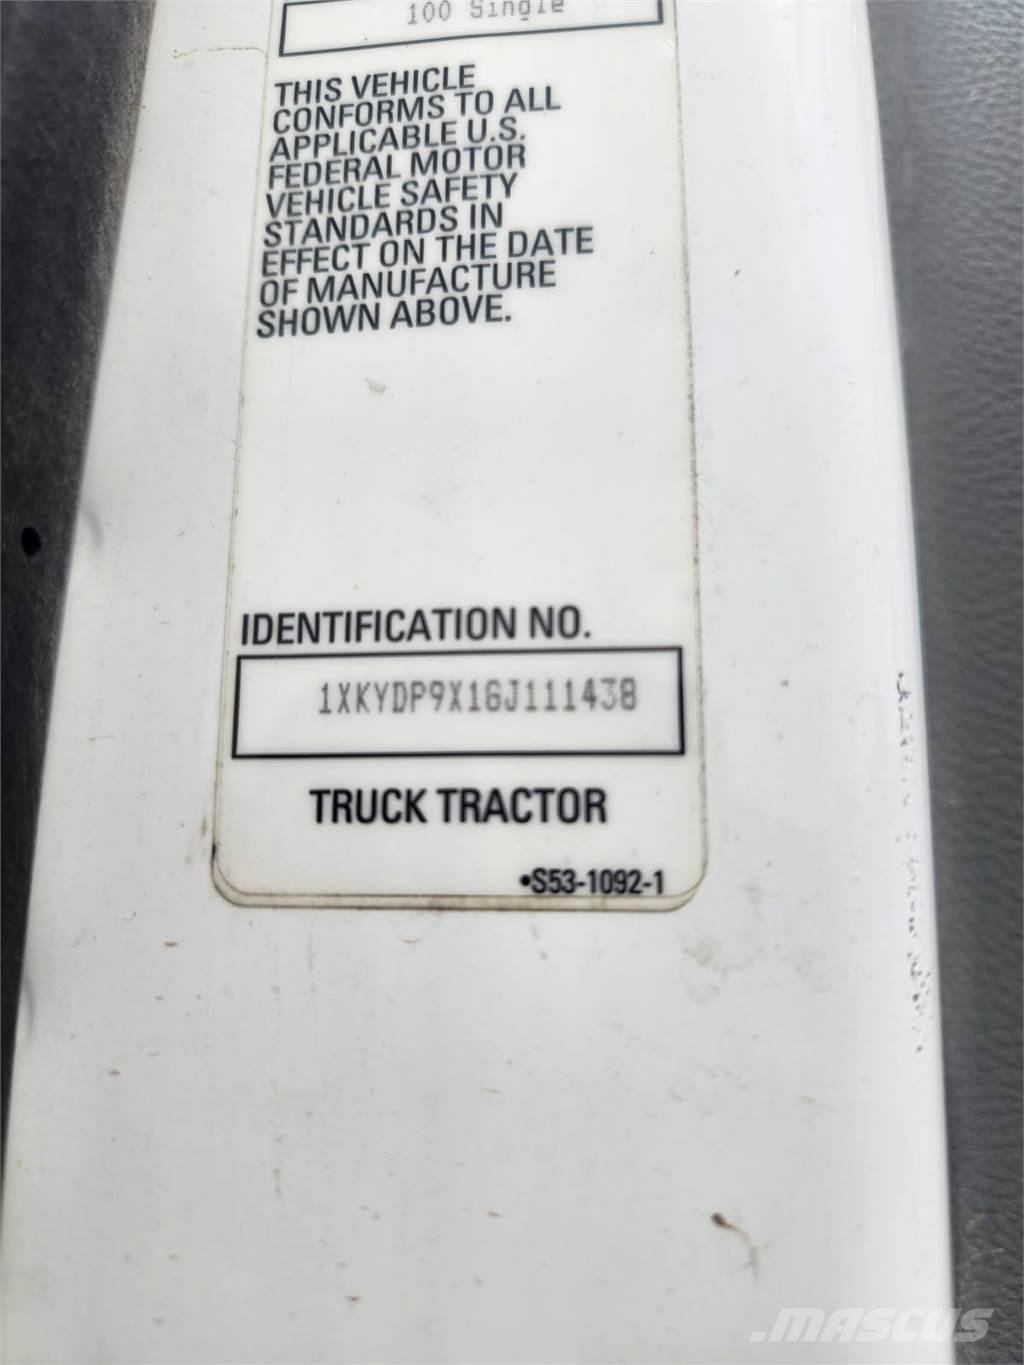 100 Single
THIS VEHICLE
CONFORMS TO ALL
APPLICABLE U.S.
FEDERAL MOTOR
VEHICLE SAFETY
STANDARDS IN
EFFECT ON THE DATE
OF MANUFACTURE
SHOWN ABOVE.
IDENTIFICATION NO.
1XKYDP9X1GJ111438
TRUCK TRACTOR
•S53-1092-1
MASCUS